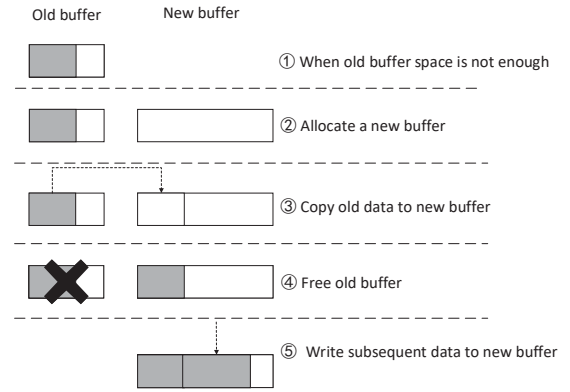 Old buffer New buffer
① When old buffer space is not enough
② Allocate a new buffer
③ Copy old data to new buffer
④ Free old buffer
⑤ Write subsequent data to new buffer